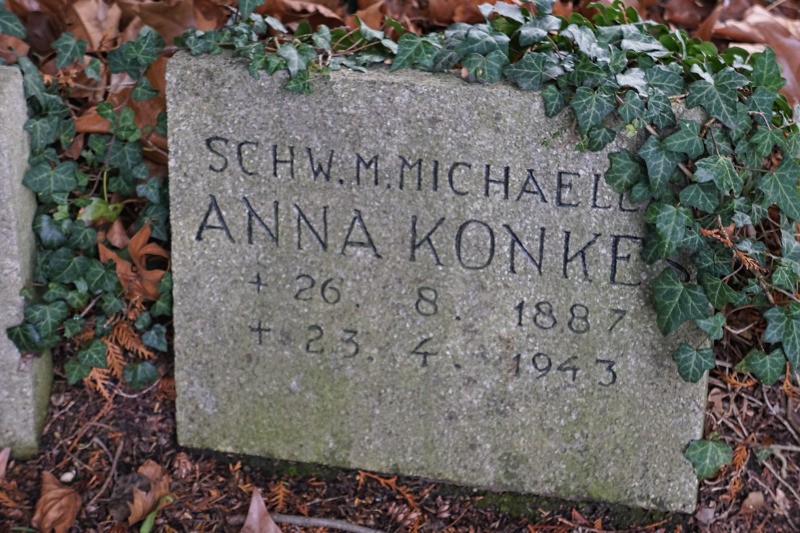 SCHW. M. MICHAEL
ANNA KONKE
+ 26. 8. 1887
+ 23. 4. 1943